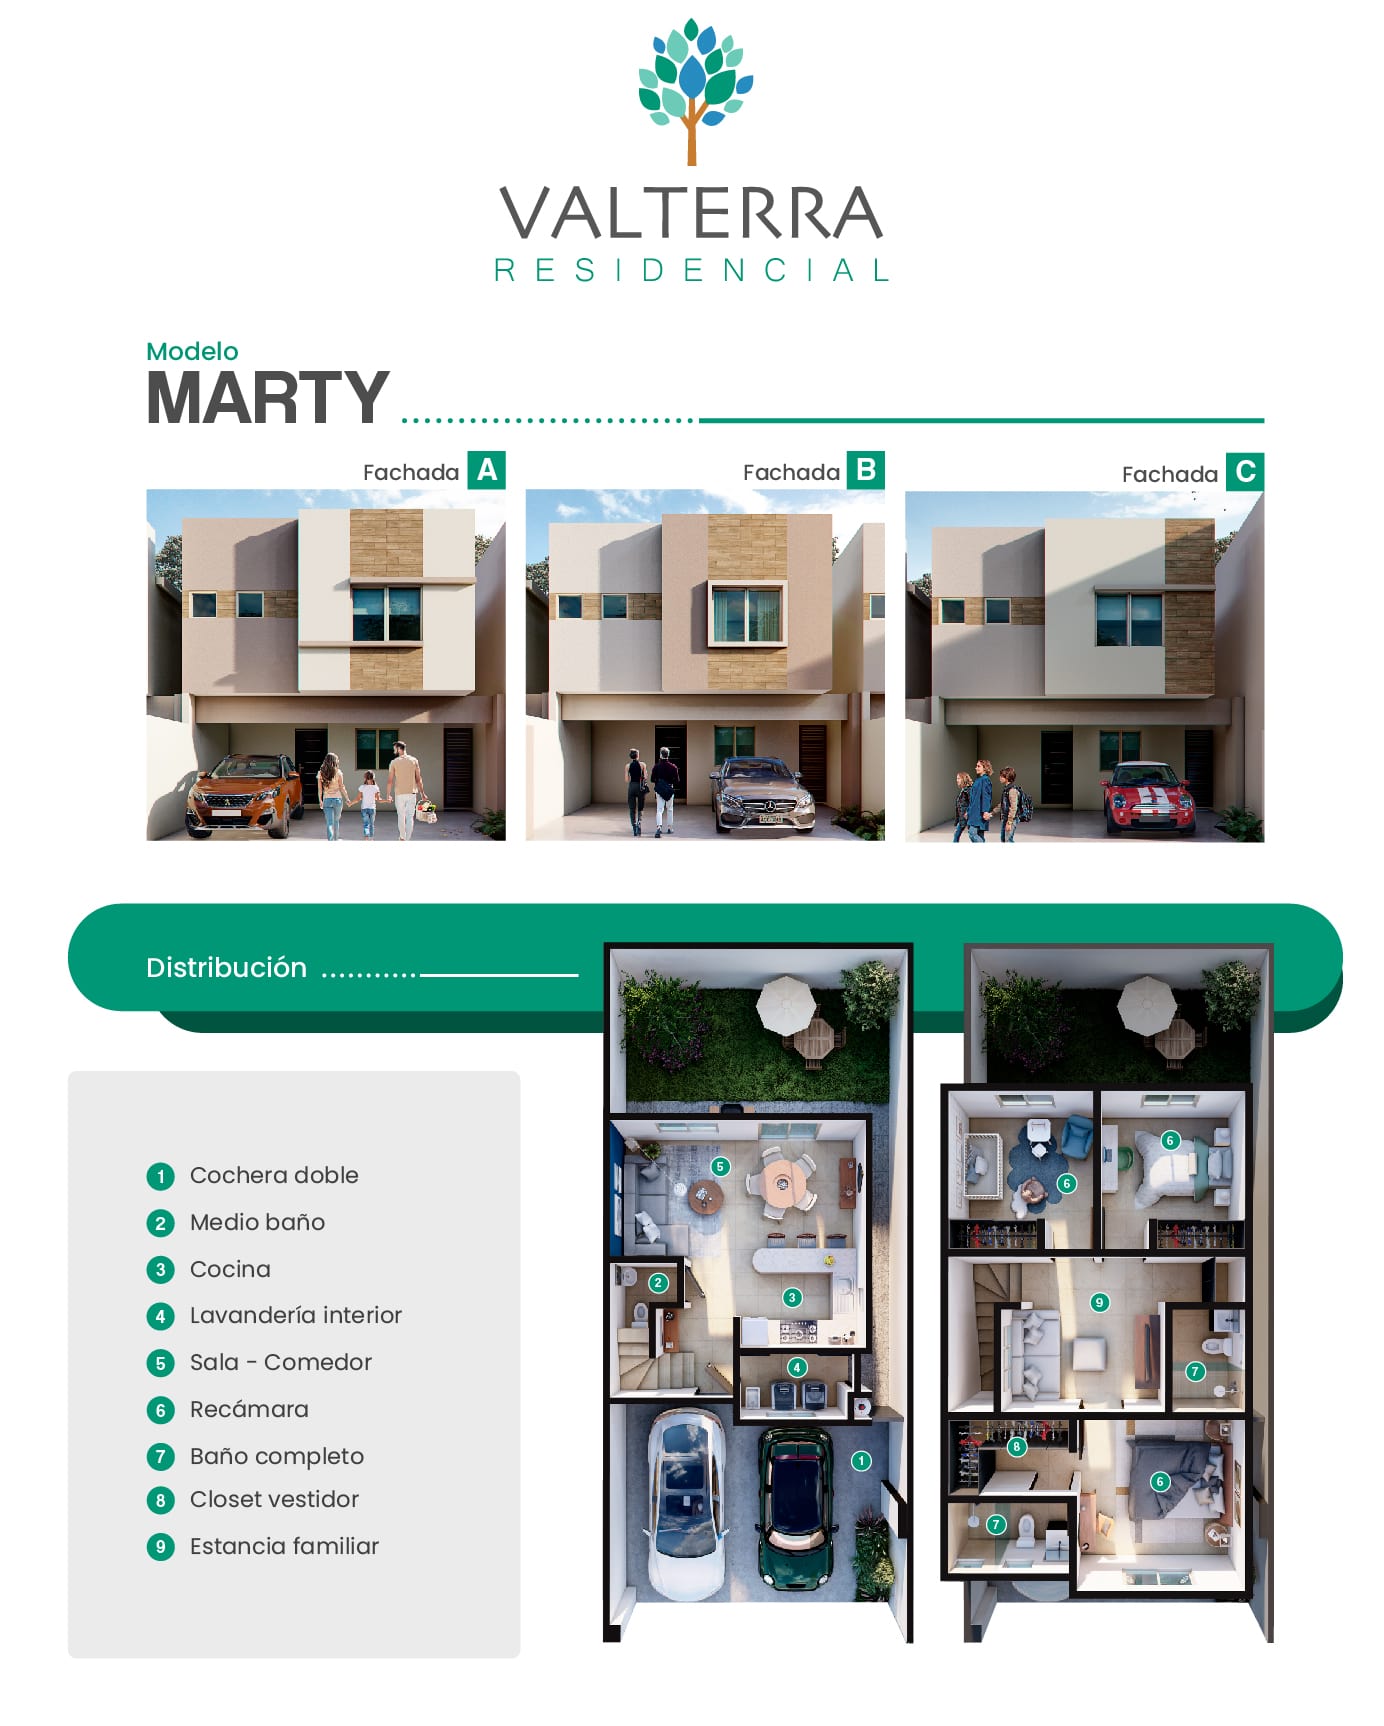 VALTERRA
RESIDENCIAL
Modelo
MARTY
Fachada A
Fachada B
Fachada C
Distribución
1 Cochera doble
2 Medio baño
3 Cocina
4 Lavandería interior
5 Sala - Comedor
6 Recámara
7 Baño completo
8 Closet vestidor
9 Estancia familiar
5
2
3
4
1
6
6
9
7
8
6
7